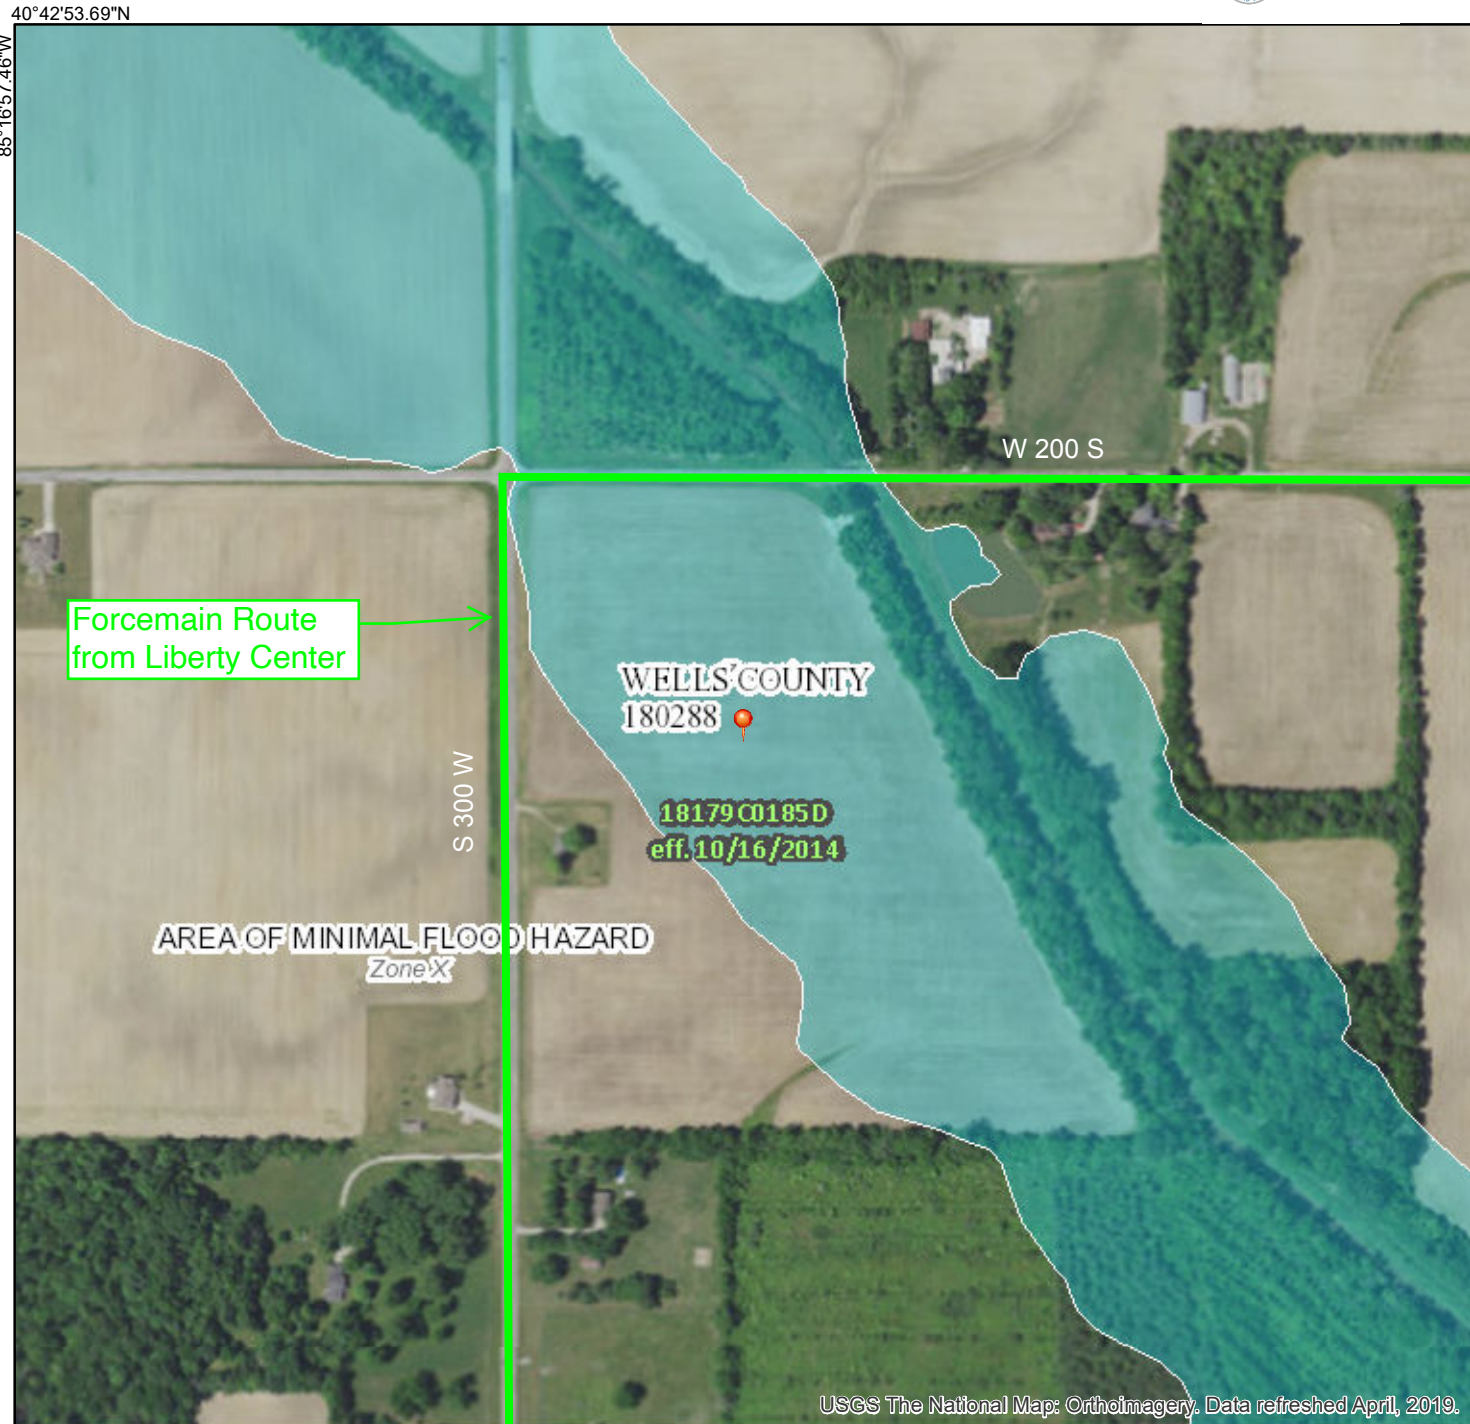 40°42'53.69"N
85°16'57.46"W
W 200 S
Forcemain Route
from Liberty Center
WELLS COUNTY
180288
S 300 W
18179C0185D
eff. 10/16/2014
AREA OF MINIMAL FLOOD HAZARD
Zone X
USGS The National Map: Orthoimagery. Data refreshed April, 2019.